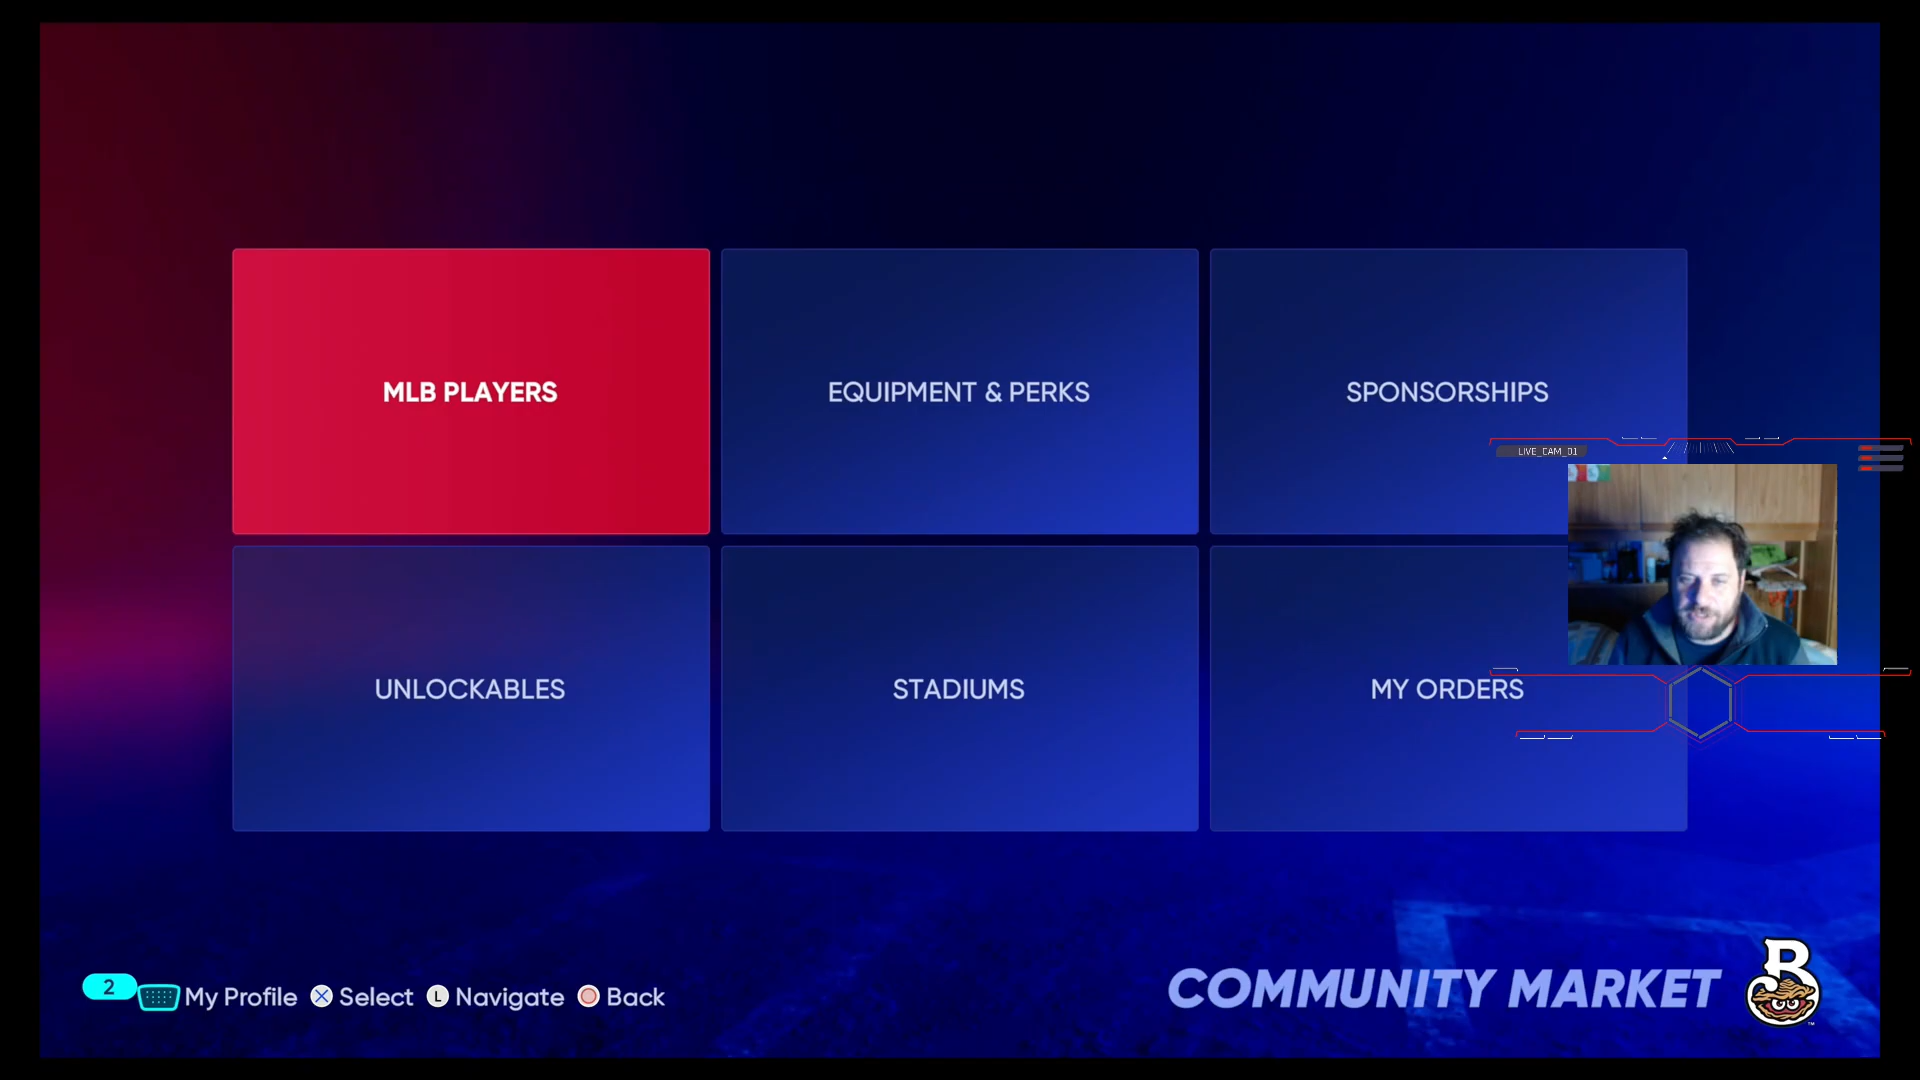 MLB PLAYERS
EQUIPMENT & PERKS
SPONSORSHIPS
LIVE_CAM_01
UNLOCKABLES
STADIUMS
MY ORDERS
2 My Profile Select L Navigate Back
COMMUNITY MARKET
B